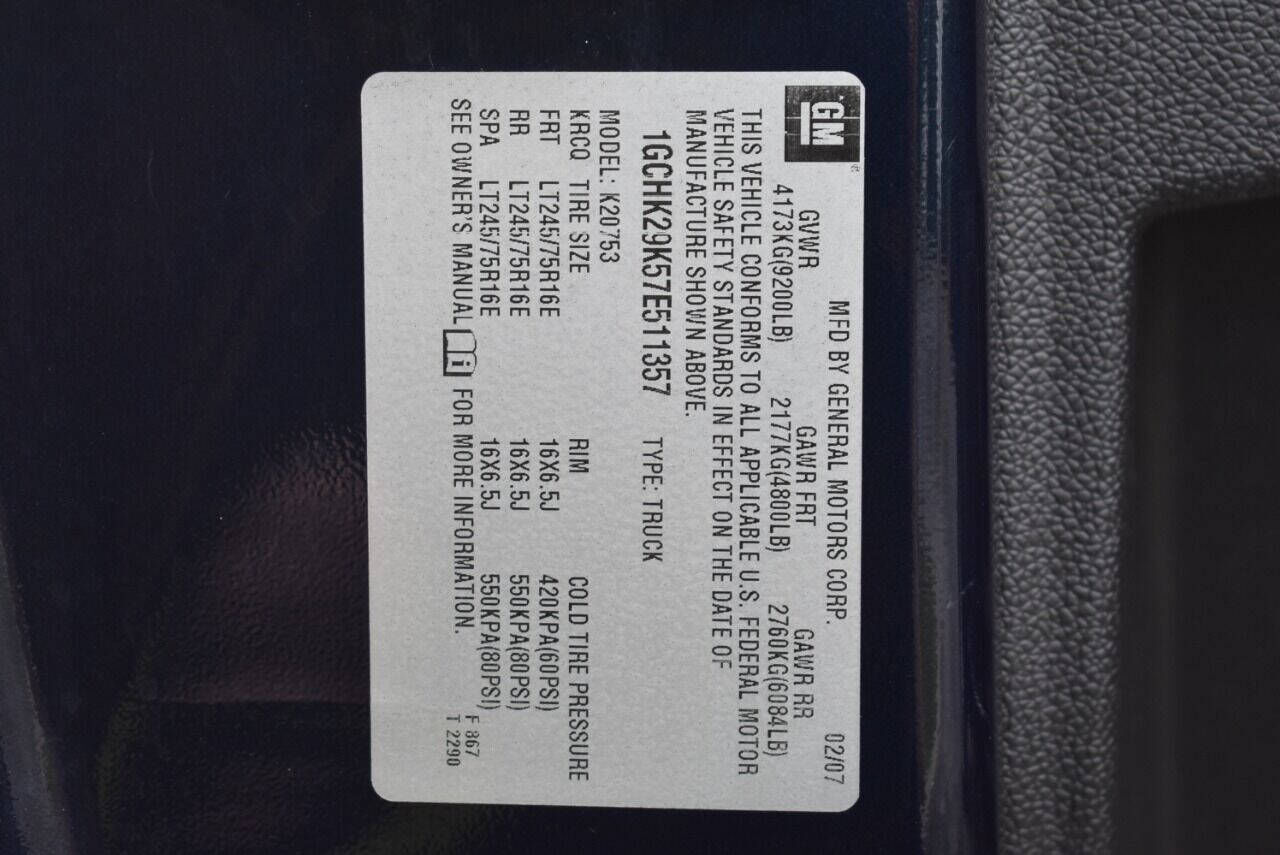 GM
MFD BY GENERAL MOTORS CORP. 02/07
GVWR GAWR FRT GAWR RR
4173KG(9200LB) 2177KG(4800LB) 2760KG(6084LB)
THIS VEHICLE CONFORMS TO ALL APPLICABLE U.S. FEDERAL MOTOR
VEHICLE SAFETY STANDARDS IN EFFECT ON THE DATE OF
MANUFACTURE SHOWN ABOVE.
1GCHK29K57E511357 TYPE: TRUCK
MODEL: K20753
KRCQ TIRE SIZE RIM COLD TIRE PRESSURE
FRT LT245/75R16E 16X6.5J 420KPA(60PSI)
RR LT245/75R16E 16X6.5J 550KPA(80PSI)
SPA LT245/75R16E 16X6.5J 550KPA(80PSI)
SEE OWNER'S MANUAL i FOR MORE INFORMATION.
F 867
T 2290